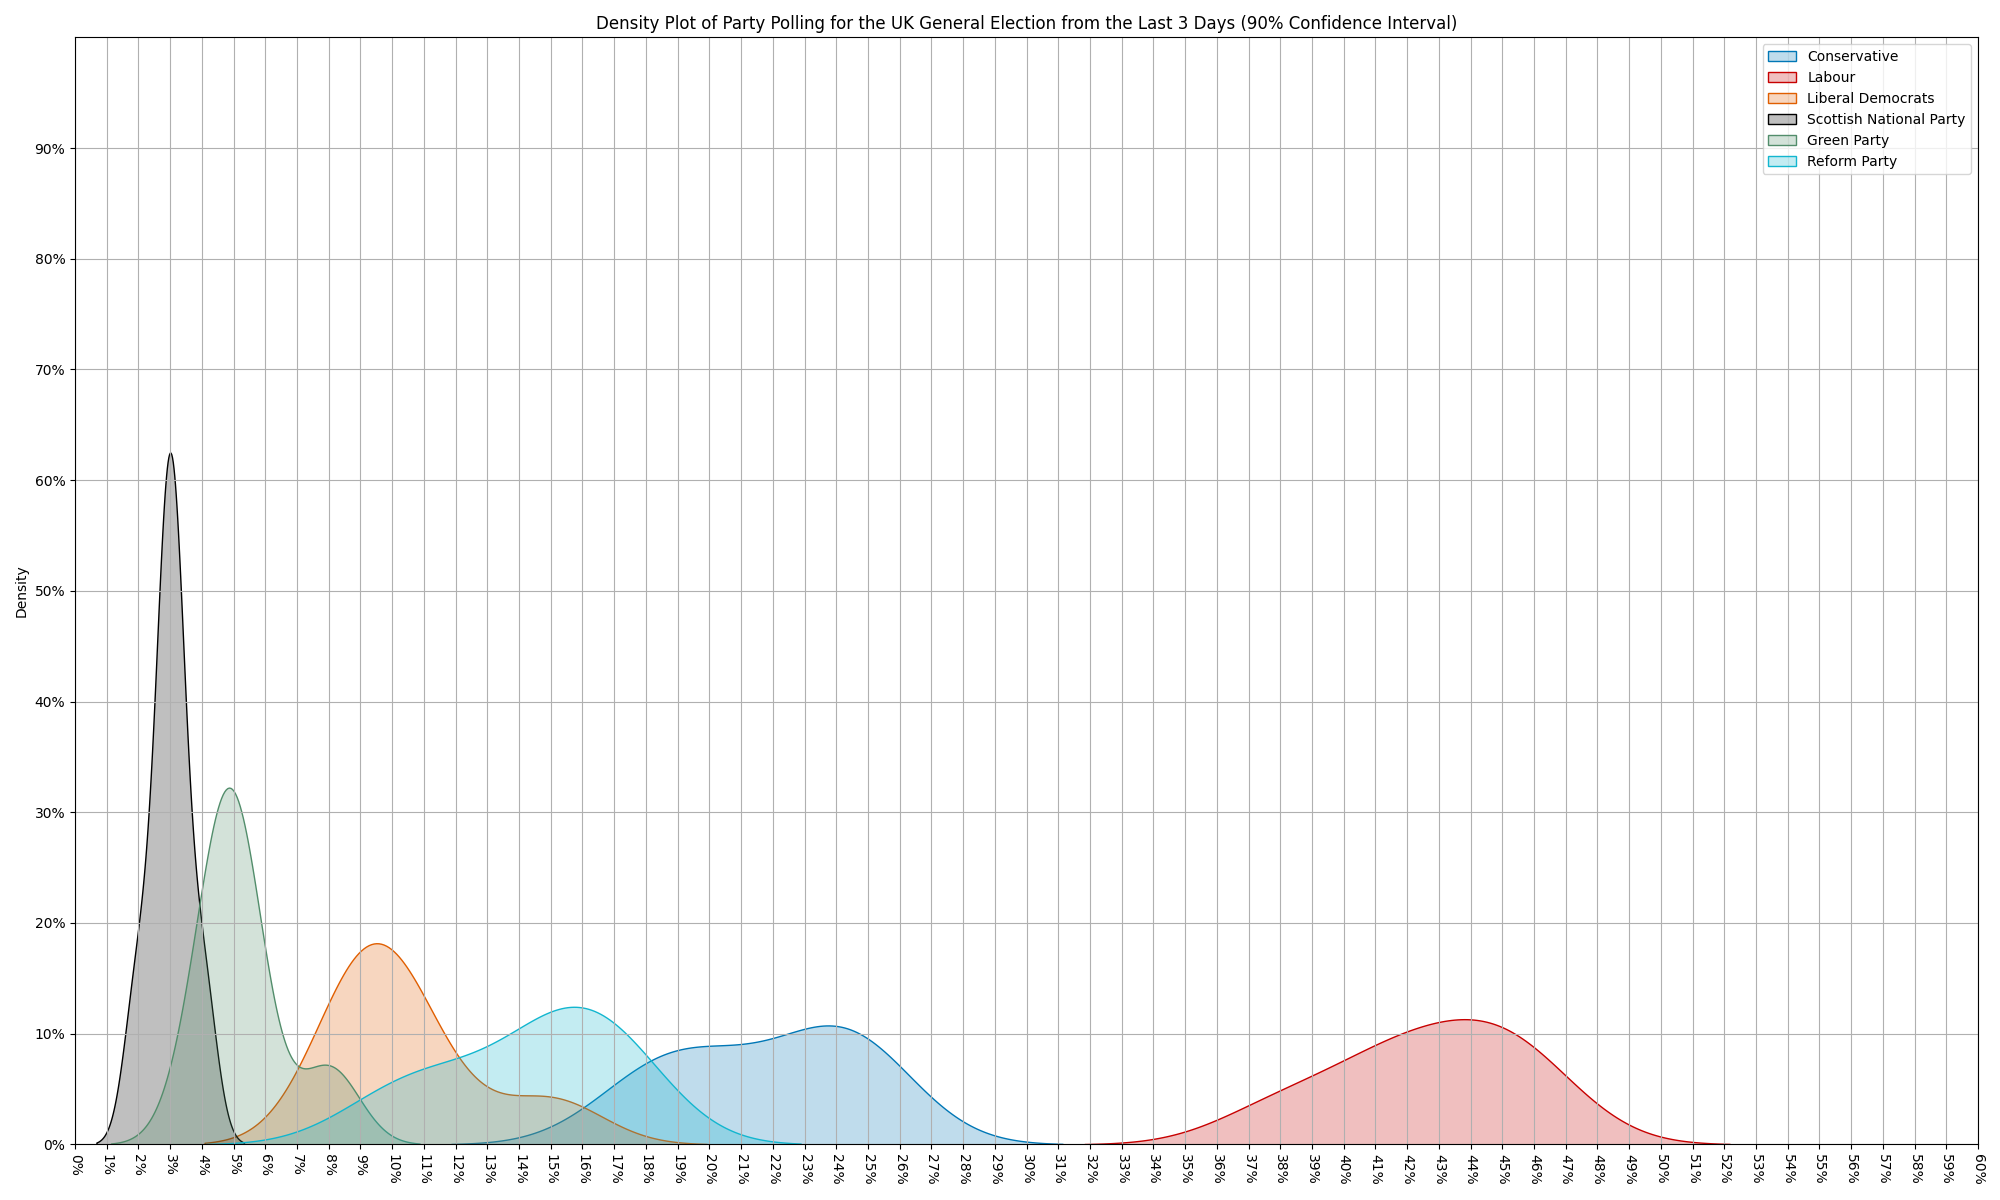 Density Plot of Party Polling for the UK General Election from the Last 3 Days (90% Confidence Interval)
Conservative
Labour
Liberal Democrats
Scottish National Party
Green Party
Reform Party
90%
80%
70%
60%
50%
40%
30%
20%
10%
0%
Density
0% 1% 2% 3% 4% 5% 6% 7% 8% 9% 10% 11% 12% 13% 14% 15% 16% 17% 18% 19% 20% 21% 22% 23% 24% 25% 26% 27% 28% 29% 30% 31% 32% 33% 34% 35% 36% 37% 38% 39% 40% 41% 42% 43% 44% 45% 46% 47% 48% 49% 50% 51% 52% 53% 54% 55% 56% 57% 58% 59% 60%